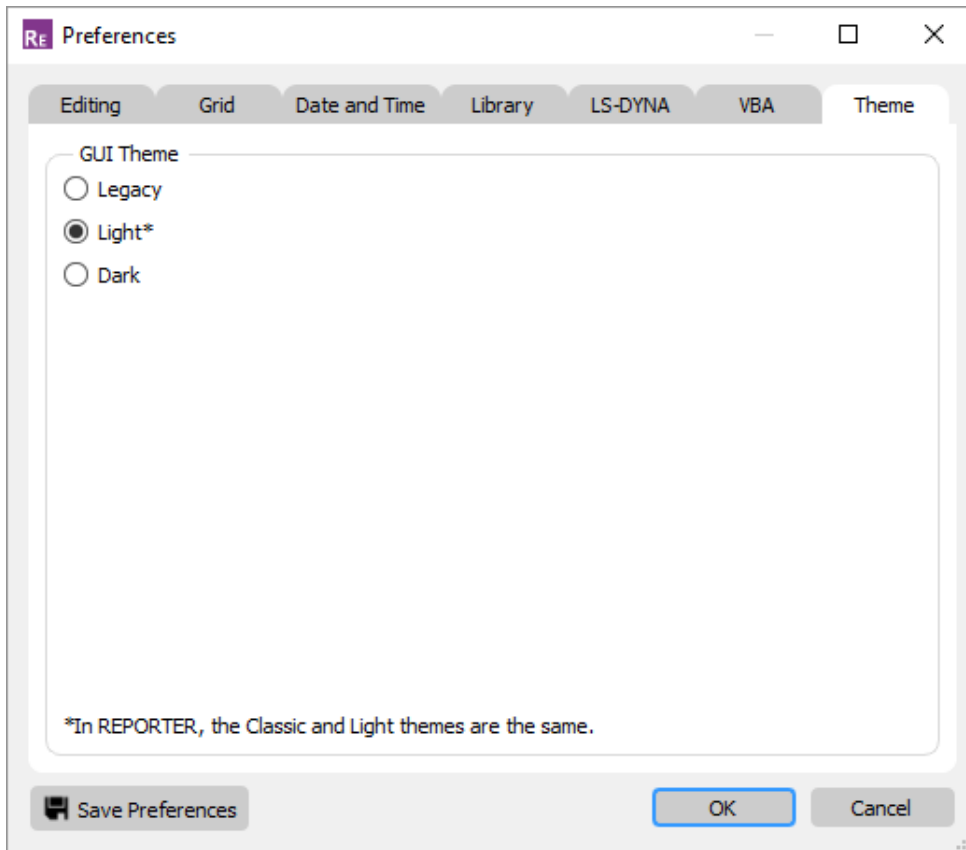 RE Preferences
Editing Grid Date and Time Library LS-DYNA VBA Theme
GUI Theme
Legacy
Light*
Dark
*In REPORTER, the Classic and Light themes are the same.
Save Preferences OK Cancel